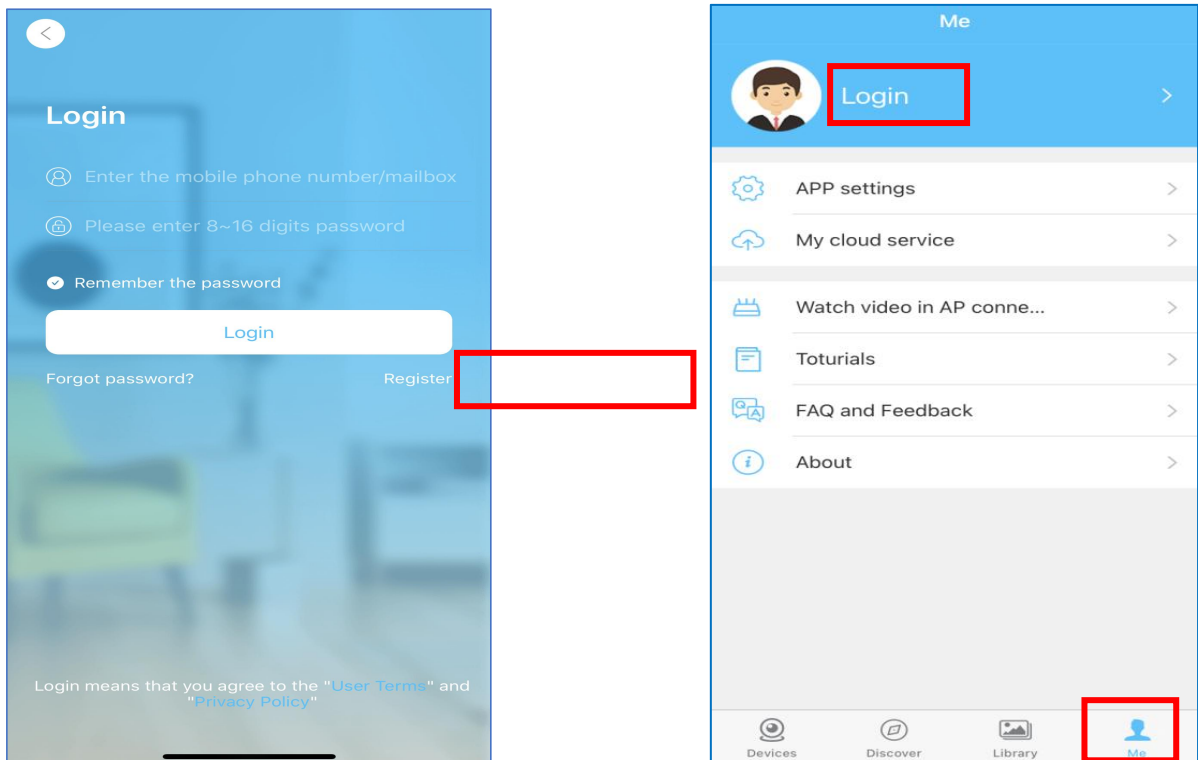 Login
Enter the mobile phone number/mailbox
Please enter 8~16 digits password
Remember the password
Login
Forgot password?
Register
Login means that you agree to the "User Terms" and
"Privacy Policy"
Me
Login
APP settings
My cloud service
Watch video in AP conne...
Toturials
FAQ and Feedback
About
Devices
Discover
Library
Me